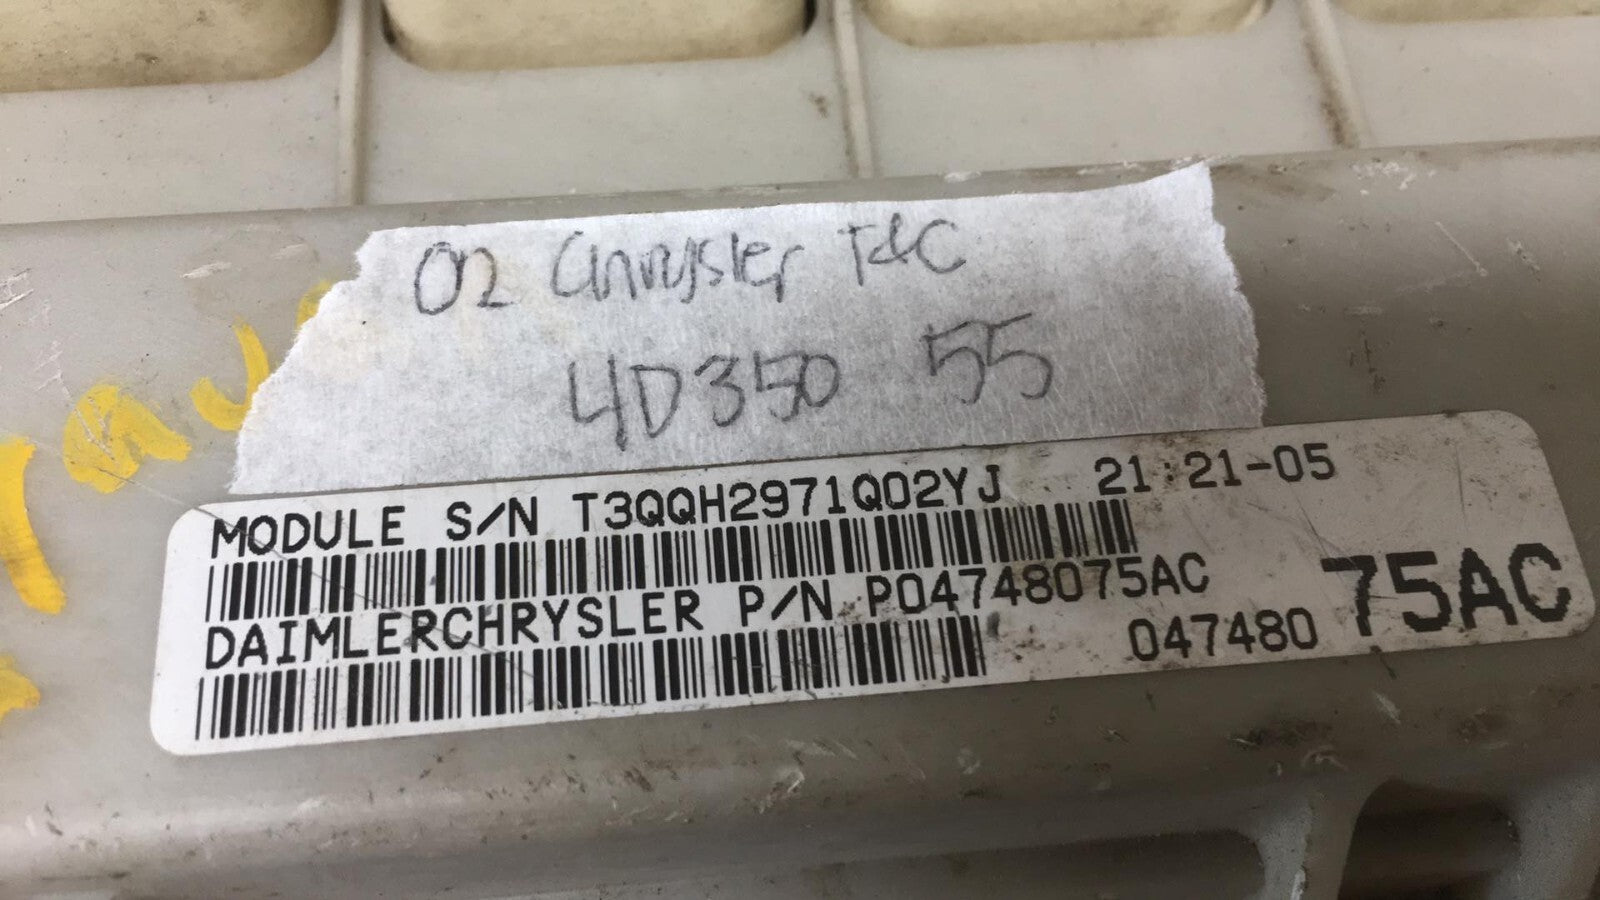 02 Chrysler T&C
4D350 55
MODULE S/N T3QQH2971Q02YJ 21:21-05
DAIMLERCHRYSLER P/N P04748075AC
047480 75AC